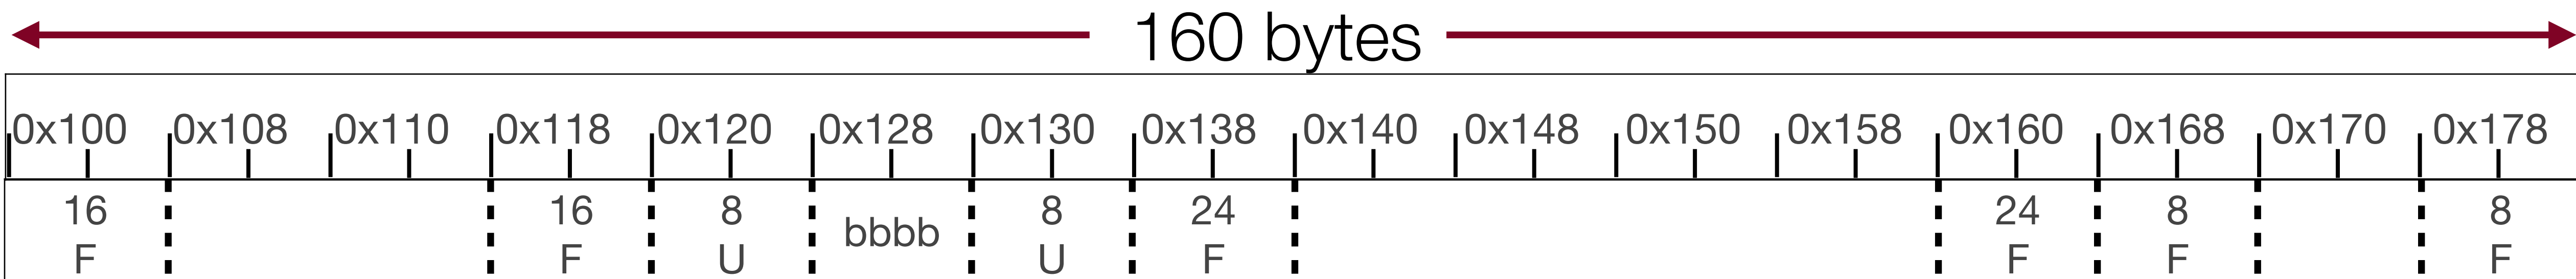 160 bytes
0x100 0x108 0x110 0x118 0x120 0x128 0x130 0x138 0x140 0x148 0x150 0x158 0x160 0x168 0x170 0x178
16 16 8 bbbb 8 24 24 8 8
F F U U F F F F